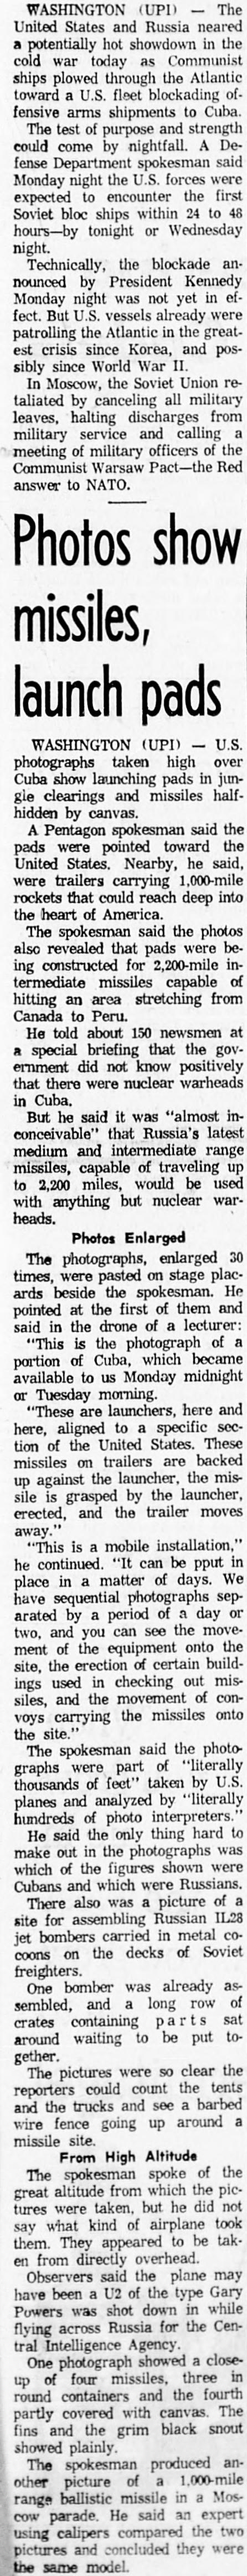 WASHINGTON (UPI) — The
United States and Russia neared
a potentially hot showdown in the
cold war today as Communist
ships plowed through the Atlantic
toward a U.S. fleet blockading of-
fensive arms shipments to Cuba.
The test of purpose and strength
could come by nightfall. A De-
fense Department spokesman said
Monday night the U.S. forces were
expected to encounter the first
Soviet bloc ships within 24 to 48
hours—by tonight or Wednesday
night.
Technically, the blockade an-
nounced by President Kennedy
Monday night was not yet in ef-
fect. But U.S. vessels already were
patrolling the Atlantic in the great-
est crisis since Korea, and pos-
sibly since World War II.
In Moscow, the Soviet Union re-
taliated by canceling all military
leaves, halting discharges from
military service and calling a
meeting of military officers of the
Communist Warsaw Pact—the Red
answer to NATO.
Photos show
missiles,
launch pads
WASHINGTON (UPI) — U.S.
photographs taken high over
Cuba show launching pads in jun-
gle clearings and missiles half-
hidden by canvas.
A Pentagon spokesman said the
pads were pointed toward the
United States. Nearby, he said,
were trailers carrying 1,000-mile
rockets that could reach deep into
the heart of America.
The spokesman said the photos
also revealed that pads were be-
ing constructed for 2,200-mile in-
termediate missiles capable of
hitting an area stretching from
Canada to Peru.
He told about 150 newsmen at
a special briefing that the gov-
ernment did not know positively
that there were nuclear warheads
in Cuba.
But he said it was "almost in-
conceivable" that Russia's latest
medium and intermediate range
missiles, capable of traveling up
to 2,200 miles, would be used
with anything but nuclear war-
heads.
Photos Enlarged
The photographs, enlarged 30
times, were pasted on stage plac-
ards beside the spokesman. He
pointed at the first of them and
said in the drone of a lecturer:
"This is the photograph of a
portion of Cuba, which became
available to us Monday midnight
or Tuesday morning.
"These are launchers, here and
here, aligned to a specific sec-
tion of the United States. These
missiles on trailers are backed
up against the launcher, the mis-
sile is grasped by the launcher,
erected, and the trailer moves
away."
"This is a mobile installation,"
he continued. "It can be pput in
place in a matter of days. We
have sequential photographs sep-
arated by a period of a day or
two, and you can see the move-
ment of the equipment onto the
site, the erection of certain build-
ings used in checking out mis-
siles, and the movement of con-
voys carrying the missiles onto
the site."
The spokesman said the photo-
graphs were part of "literally
thousands of feet" taken by U.S.
planes and analyzed by "literally
hundreds of photo interpreters."
He said the only thing hard to
make out in the photographs was
which of the figures shown were
Cubans and which were Russians.
There also was a picture of a
site for assembling Russian IL28
jet bombers carried in metal co-
coons on the decks of Soviet
freighters.
One bomber was already as-
sembled, and a long row of
crates containing parts sat
around waiting to be put to-
gether.
The pictures were so clear the
reporters could count the tents
and the trucks and see a barbed
wire fence going up around a
missile site.
From High Altitude
The spokesman spoke of the
great altitude from which the pic-
tures were taken, but he did not
say what kind of airplane took
them. They appeared to be tak-
en from directly overhead.
Observers said the plane may
have been a U2 of the type Gary
Powers was shot down in while
flying across Russia for the Cen-
tral Intelligence Agency.
One photograph showed a close-
up of four missiles, three in
round containers and the fourth
partly covered with canvas. The
fins and the grim black snout
showed plainly.
The spokesman produced an-
other picture of a 1,000-mile
range ballistic missile in a Mos-
cow parade. He said an expert
using calipers compared the two
pictures and concluded they were
the same model.